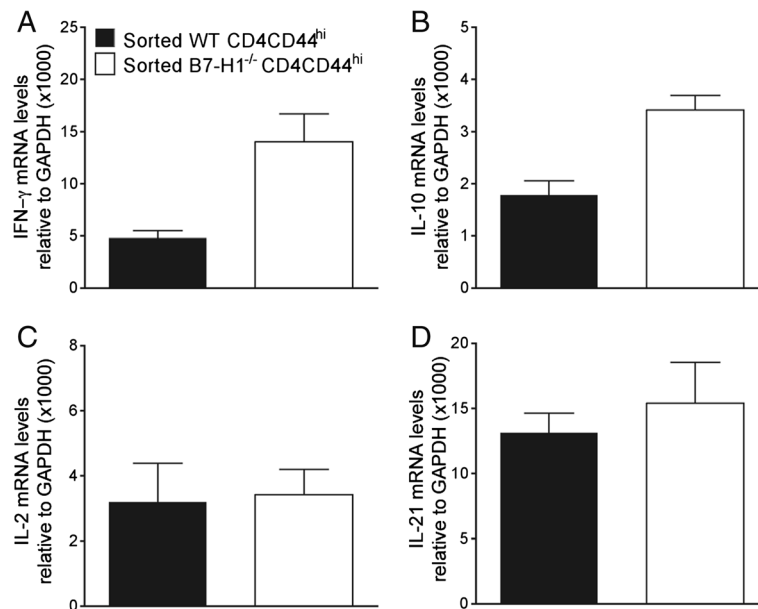 A
IFN-γ mRNA levels
relative to GAPDH (x1000)
25
20
15
10
5
0
Sorted WT CD4CD44hi
Sorted B7-H1-/- CD4CD44hi
B
IL-10 mRNA levels
relative to GAPDH (x1000)
5
4
3
2
1
0
C
IL-2 mRNA levels
relative to GAPDH (x1000)
8
6
4
2
0
D
IL-21 mRNA levels
relative to GAPDH (x1000)
20
15
10
5
0